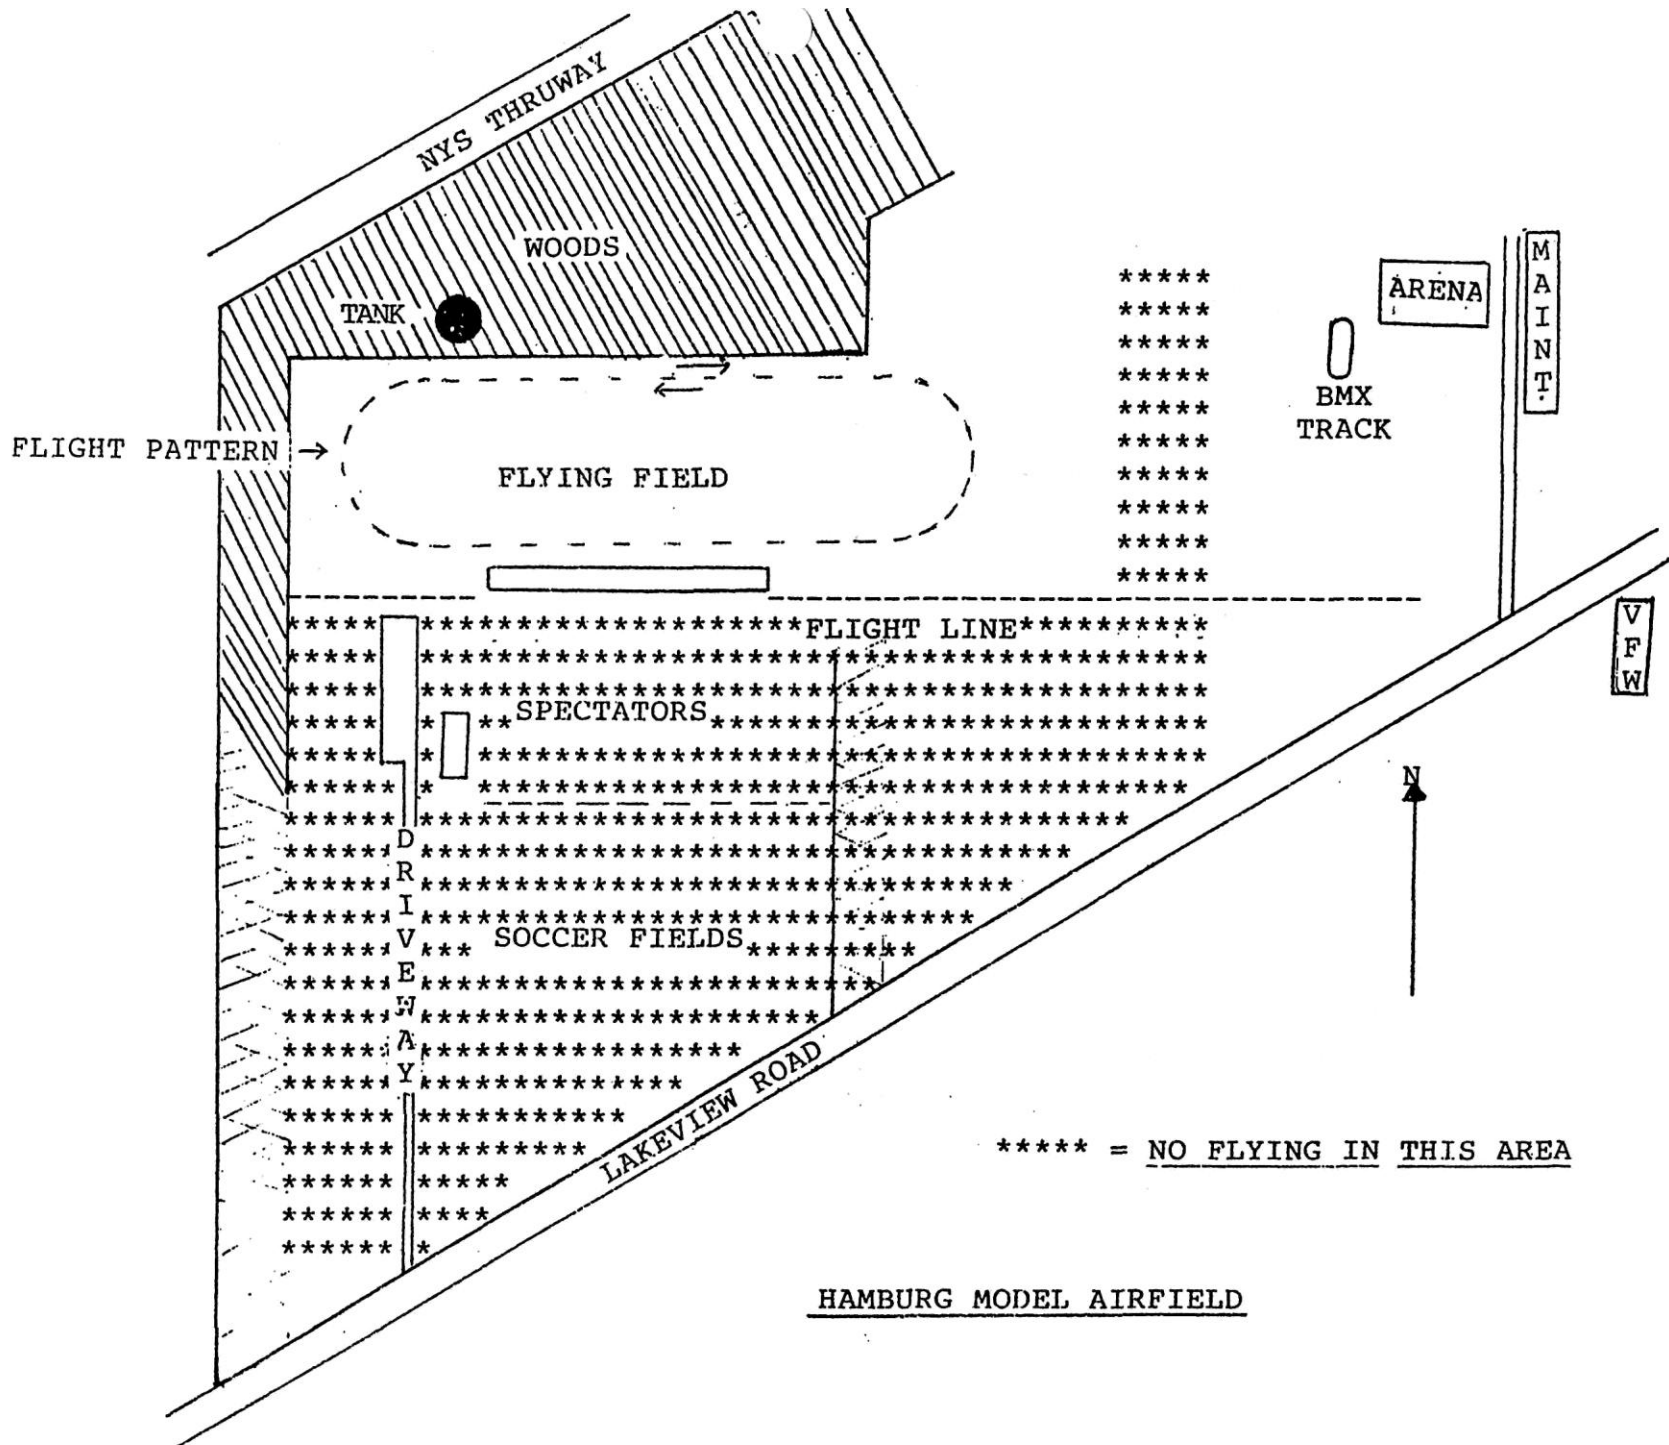 NYS THRUWAY
WOODS
TANK
ARENA
MAINT.
BMX
TRACK
FLIGHT PATTERN
FLYING FIELD
FLIGHT LINE
VFW
SPECTATORS
N
DRIVEWAY
SOCCER FIELDS
LAKEVIEW ROAD
***** = NO FLYING IN THIS AREA
HAMBURG MODEL AIRFIELD